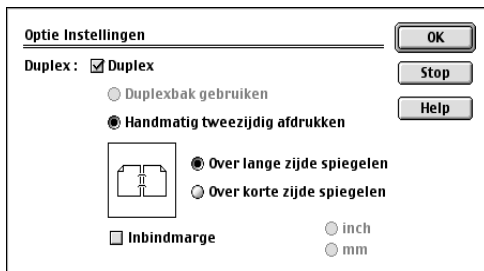 Optie Instellingen
OK
Duplex : Duplex
Stop
Duplexbak gebruiken
Help
Handmatig tweezijdig afdrukken
Over lange zijde spiegelen
Over korte zijde spiegelen
Inbindmarge
inch
mm